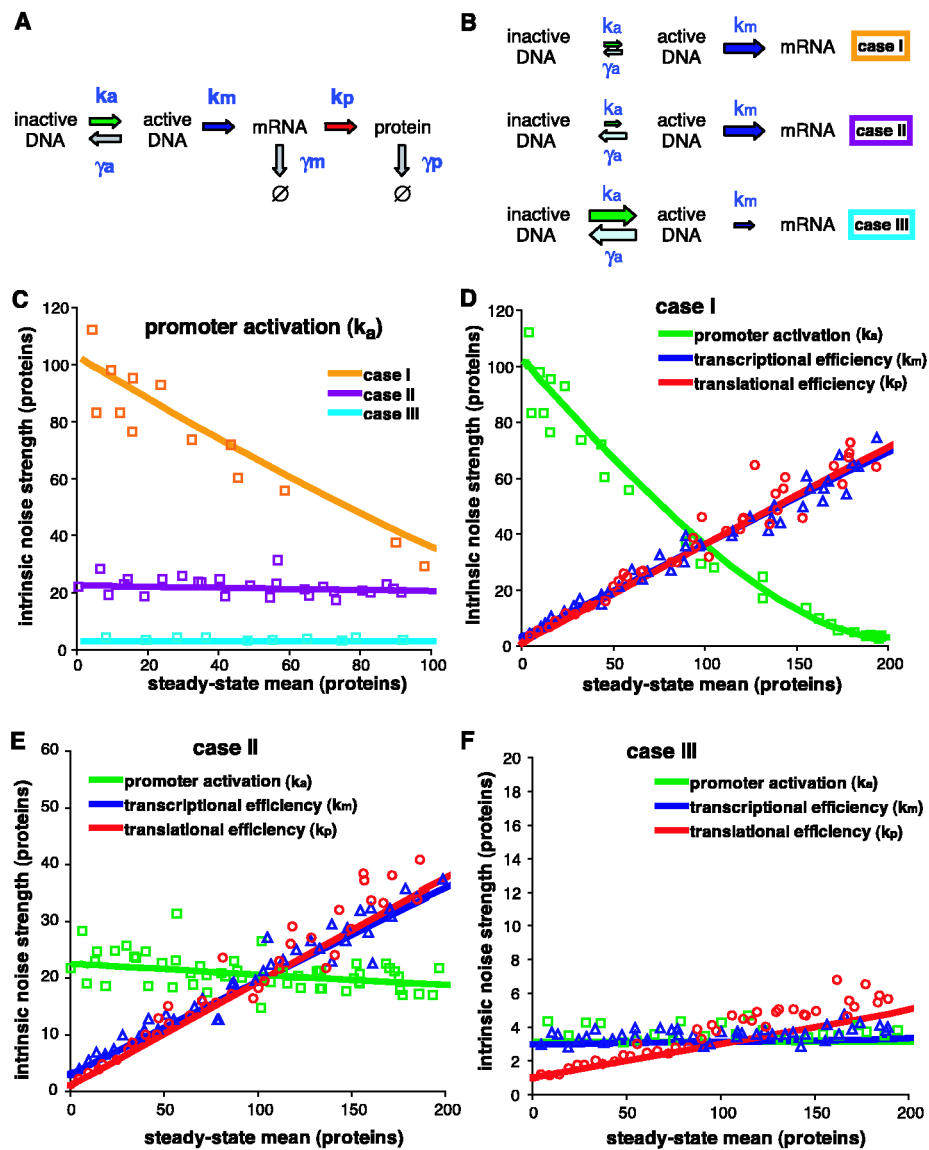 A
ka km kp
inactive DNA active DNA mRNA protein
γa γm γp
∅ ∅
B
inactive DNA ka γa active DNA km mRNA case I
inactive DNA ka γa active DNA km mRNA case II
inactive DNA ka γa active DNA km mRNA case III
C
promoter activation (ka)
case I
case II
case III
intrinsic noise strength (proteins)
120
100
80
60
40
20
0
0 20 40 60 80 100
steady-state mean (proteins)
D
case I
promoter activation (ka)
transcriptional efficiency (km)
translational efficiency (kp)
Intrinsic noise strength (proteins)
120
100
80
60
40
20
0
0 50 100 150 200
steady-state mean (proteins)
E
case II
promoter activation (ka)
transcriptional efficiency (km)
translational efficiency (kp)
intrinsic noise strength (proteins)
60
50
40
30
20
10
0
0 50 100 150 200
steady-state mean (proteins)
F
case III
promoter activation (ka)
transcriptional efficiency (km)
translational efficiency (kp)
intrinsic noise strength (proteins)
20
18
16
14
12
10
8
6
4
2
0
0 50 100 150 200
steady-state mean (proteins)